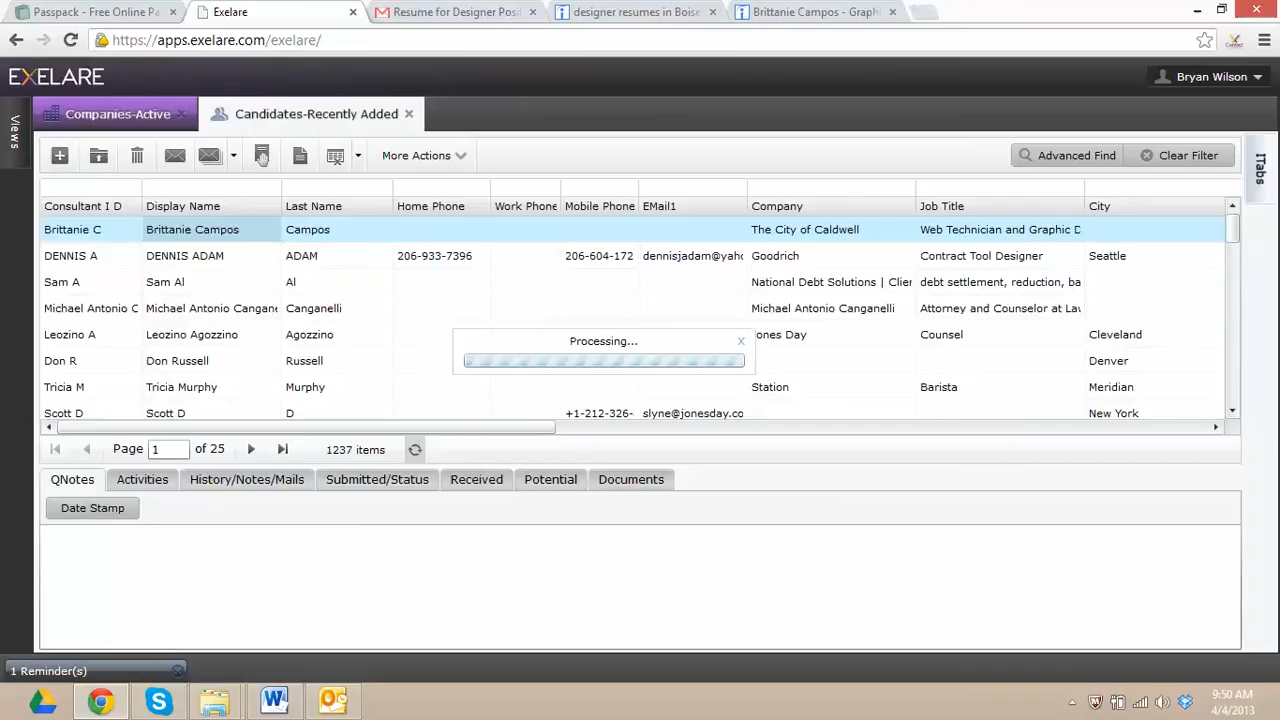 Passpack - Free Online Pa
Exelare
Resume for Designer Posi
designer resumes in Boise
Brittanie Campos - Graphi
https://apps.exelare.com/exelare/
EXELARE
Bryan Wilson
Views
Companies-Active
Candidates-Recently Added
ITabs
More Actions
Advanced Find
Clear Filter
Consultant I D Display Name Last Name Home Phone Work Phone Mobile Phone EMail1 Company Job Title City
Brittanie C Brittanie Campos Campos The City of Caldwell Web Technician and Graphic D
DENNIS A DENNIS ADAM ADAM 206-933-7396 206-604-172 dennisjadam@yaho Goodrich Contract Tool Designer Seattle
Sam A Sam Al Al National Debt Solutions | Clien debt settlement, reduction, ba
Michael Antonio C Michael Antonio Cangane Canganelli Michael Antonio Canganelli Attorney and Counselor at Lav
Leozino A Leozino Agozzino Agozzino Jones Day Counsel Cleveland
Don R Don Russell Russell Denver
Tricia M Tricia Murphy Murphy Station Barista Meridian
Scott D Scott D D +1-212-326- slyne@jonesday.co New York
Processing...
X
Page 1 of 25 1237 items
QNotes Activities History/Notes/Mails Submitted/Status Received Potential Documents
Date Stamp
1 Reminder(s)
9:50 AM
4/4/2013